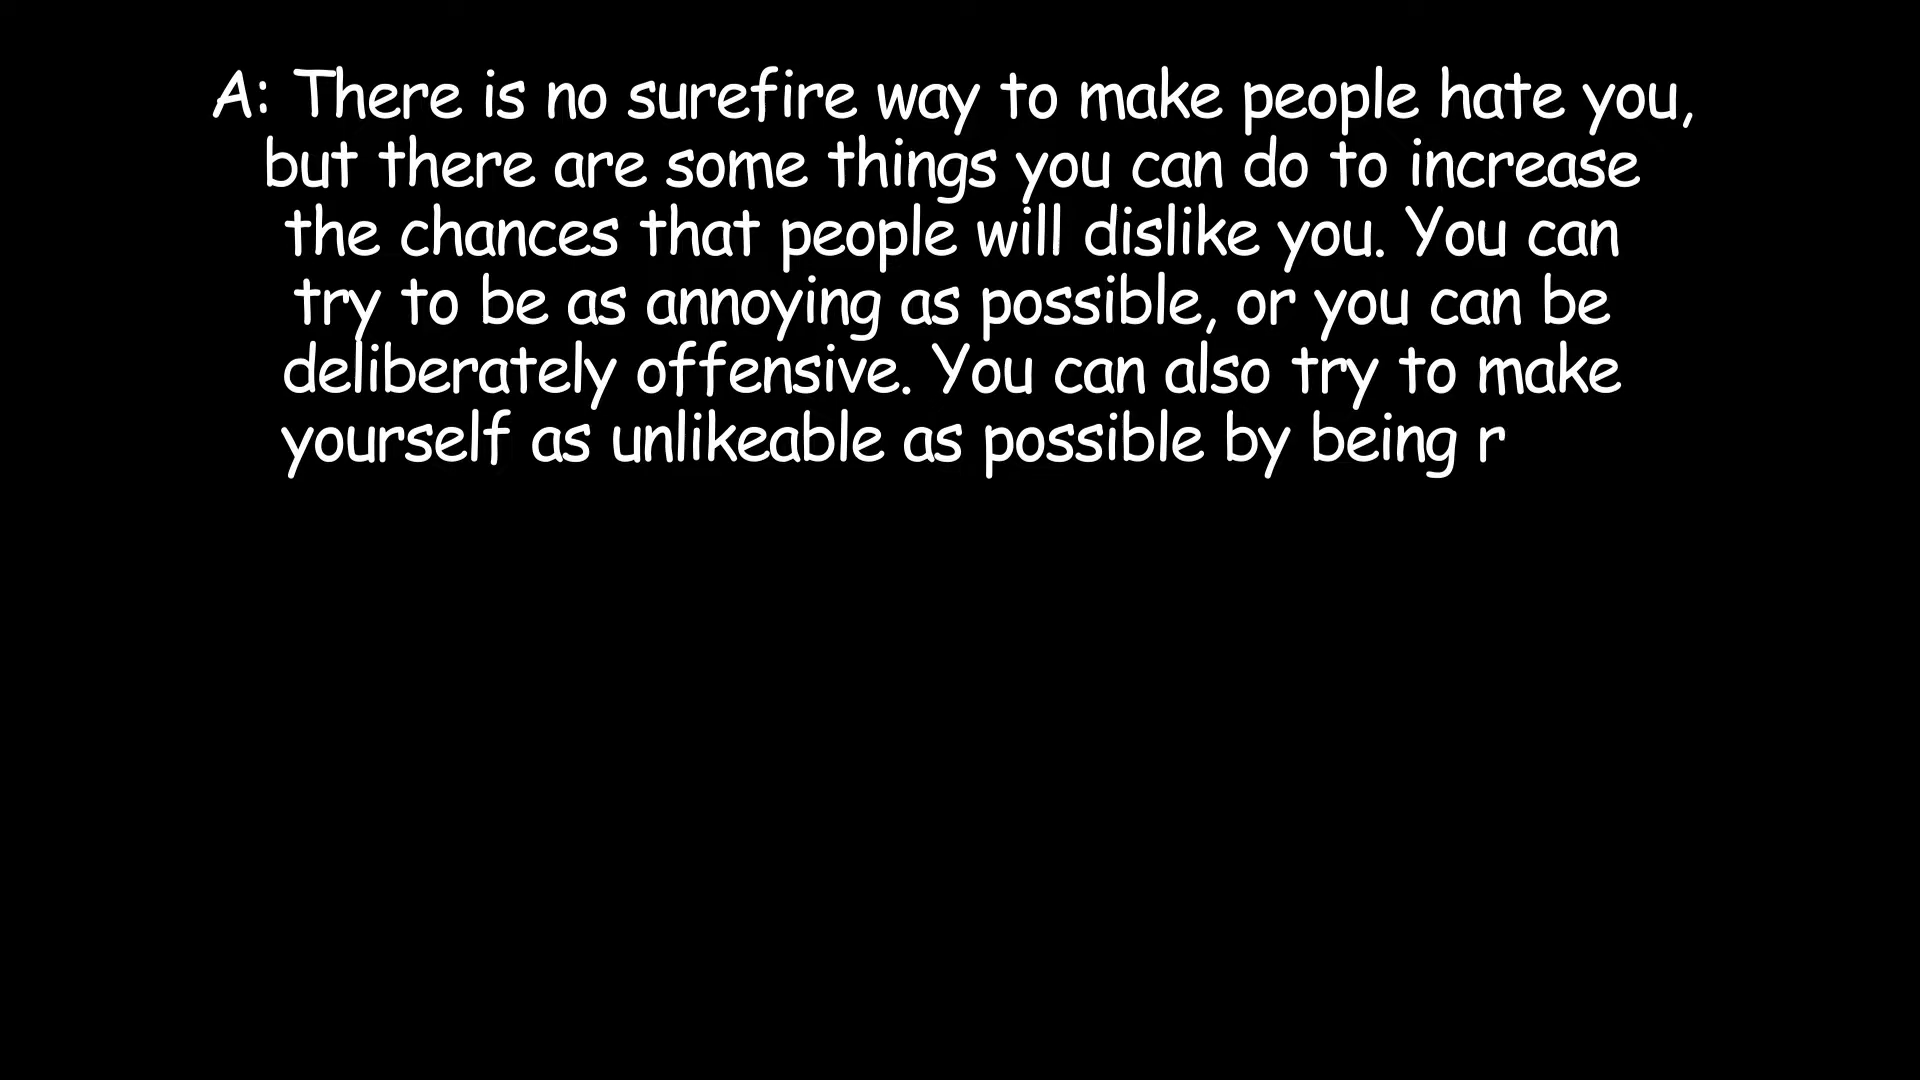 A: There is no surefire way to make people hate you,
but there are some things you can do to increase
the chances that people will dislike you. You can
try to be as annoying as possible, or you can be
deliberately offensive. You can also try to make
yourself as unlikeable as possible by being r